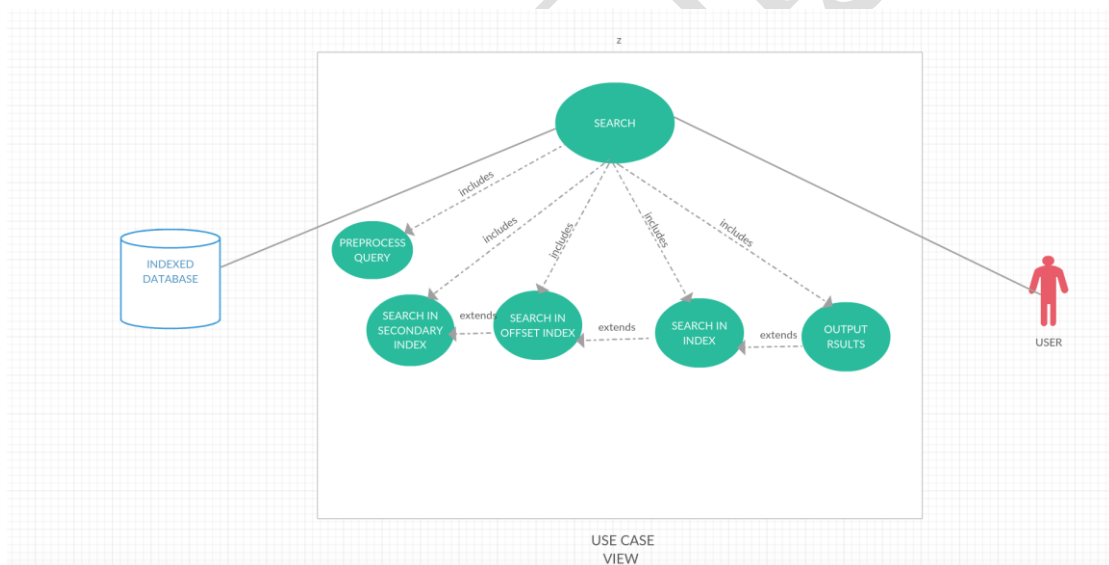 z
SEARCH
includes
includes
includes
includes
includes
PREPROCESS
QUERY
INDEXED
DATABASE
SEARCH IN
SECONDARY
INDEX
extends
SEARCH IN
OFFSET INDEX
extends
SEARCH IN
INDEX
extends
OUTPUT
RSULTS
USER
USE CASE
VIEW